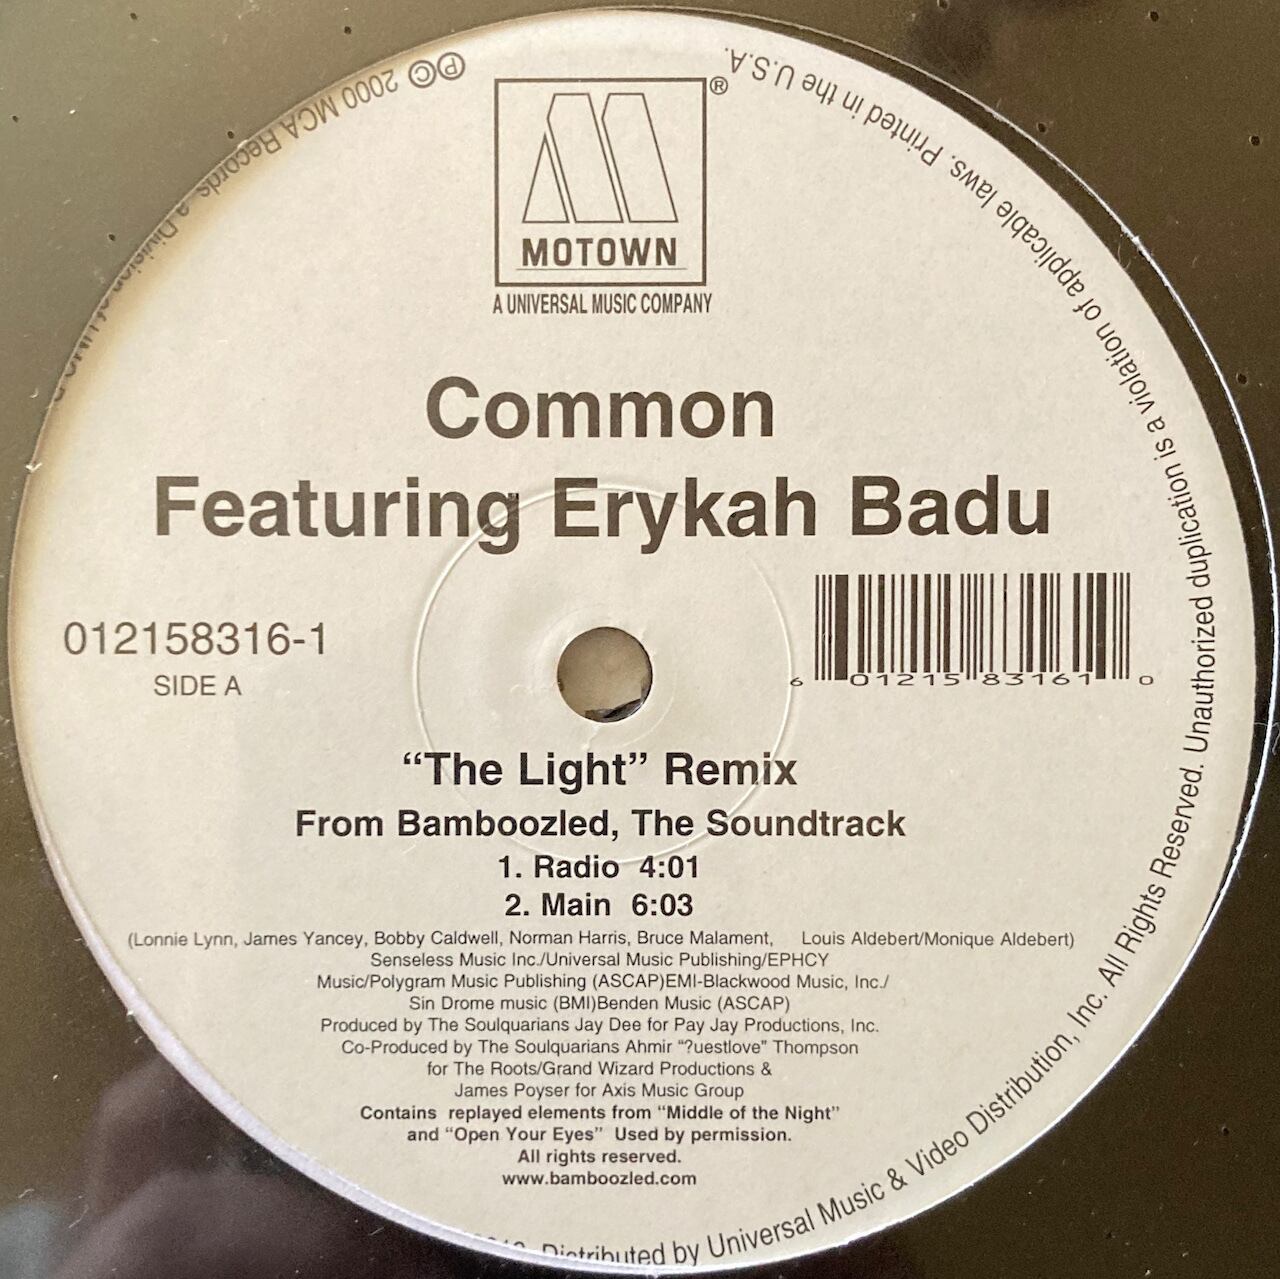 MOTOWN
®
A UNIVERSAL MUSIC COMPANY
Common
Featuring Erykah Badu
012158316-1
SIDE A
6 01215 83161 0
“The Light” Remix
From Bamboozled, The Soundtrack
1. Radio 4:01
2. Main 6:03
(Lonnie Lynn, James Yancey, Bobby Caldwell, Norman Harris, Bruce Malament, Louis Aldebert/Monique Aldebert)
Senseless Music Inc./Universal Music Publishing/EPHCY
Music/Polygram Music Publishing (ASCAP)EMI-Blackwood Music, Inc./
Sin Drome music (BMI)Benden Music (ASCAP)
Produced by The Soulquarians Jay Dee for Pay Jay Productions, Inc.
Co-Produced by The Soulquarians Ahmir “?uestlove” Thompson
for The Roots/Grand Wizard Productions &
James Poyser for Axis Music Group
Contains replayed elements from “Middle of the Night”
and “Open Your Eyes” Used by permission.
All rights reserved.
www.bamboozled.com
℗© 2000 MCA Records, a Division of
Distributed by Universal Music & Video Distribution, Inc. All Rights Reserved. Unauthorized duplication is a violation of applicable laws. Printed in the U.S.A.